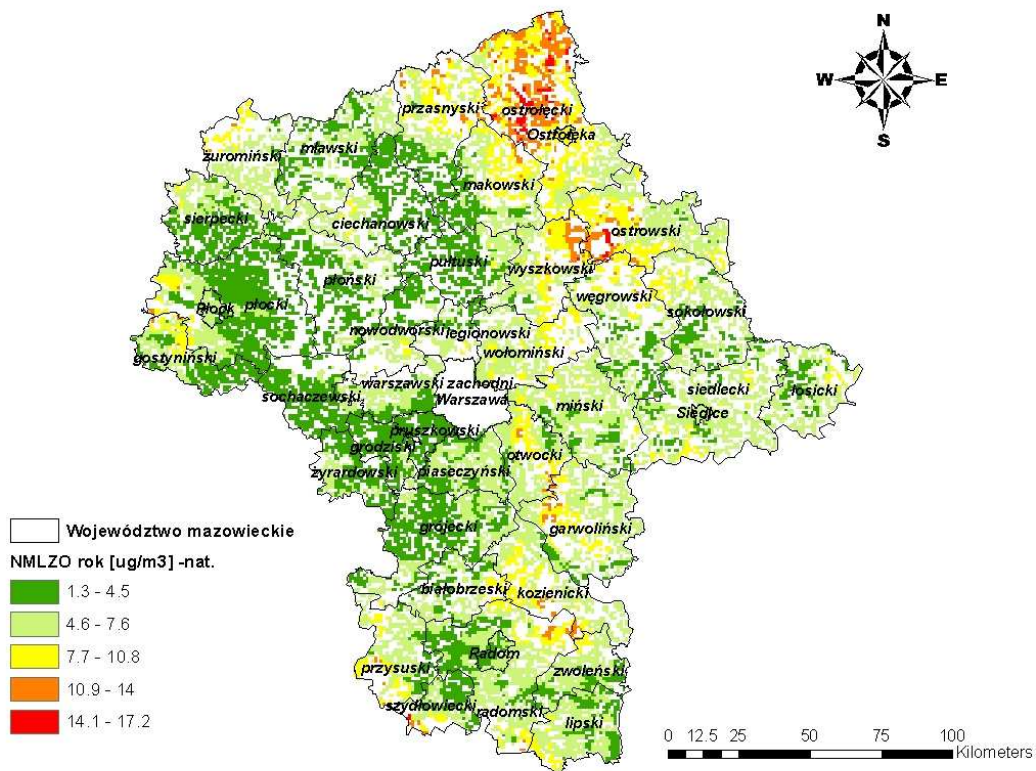 N
W E
S
przasnyski
ostrołęcki
Ostrołęka
żuromiński
mławski
makowski
sierpecki
ciechanowski
ostrowski
pułtuski
wyszkowski
płoński
węgrowski
Płock
płocki
sokołowski
nowodworski
legionowski
gostyniński
wołomiński
warszawski zachodni
siedlecki
łosicki
sochaczewski
Warszawa
miński
Siedlce
pruszkowski
grodziski
otwocki
żyrardowski
piaseczyński
grójecki
garwoliński
Województwo mazowieckie
NMLZO rok [ug/m3] -nat.
białobrzeski
kozienicki
1.3 - 4.5
4.6 - 7.6
7.7 - 10.8
10.9 - 14
14.1 - 17.2
Radom
przysuski
zwoleński
szydłowiecki
radomski
lipski
0 12.5 25 50 75 100
Kilometers